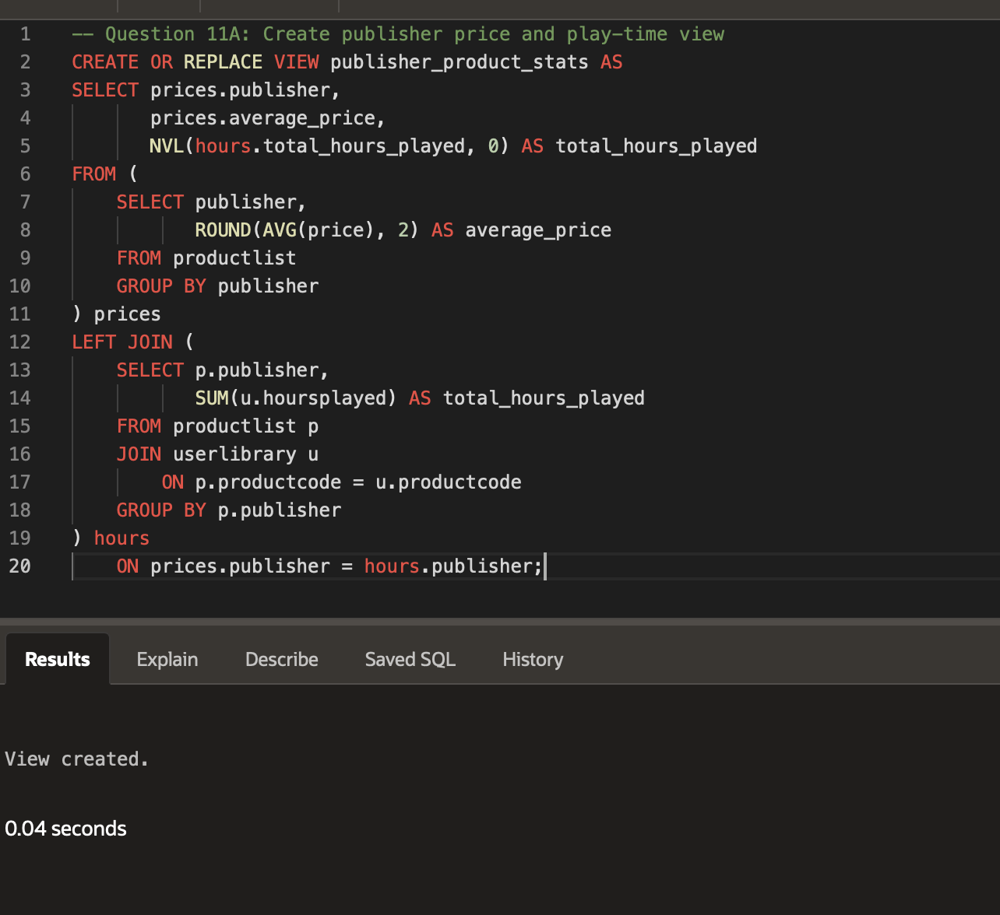 1 -- Question 11A: Create publisher price and play-time view
2 CREATE OR REPLACE VIEW publisher_product_stats AS
3 SELECT prices.publisher,
4 prices.average_price,
5 NVL(hours.total_hours_played, 0) AS total_hours_played
6 FROM (
7 SELECT publisher,
8 ROUND(AVG(price), 2) AS average_price
9 FROM productlist
10 GROUP BY publisher
11 ) prices
12 LEFT JOIN (
13 SELECT p.publisher,
14 SUM(u.hoursplayed) AS total_hours_played
15 FROM productlist p
16 JOIN userlibrary u
17 ON p.productcode = u.productcode
18 GROUP BY p.publisher
19 ) hours
20 ON prices.publisher = hours.publisher;
Results Explain Describe Saved SQL History
View created.
0.04 seconds